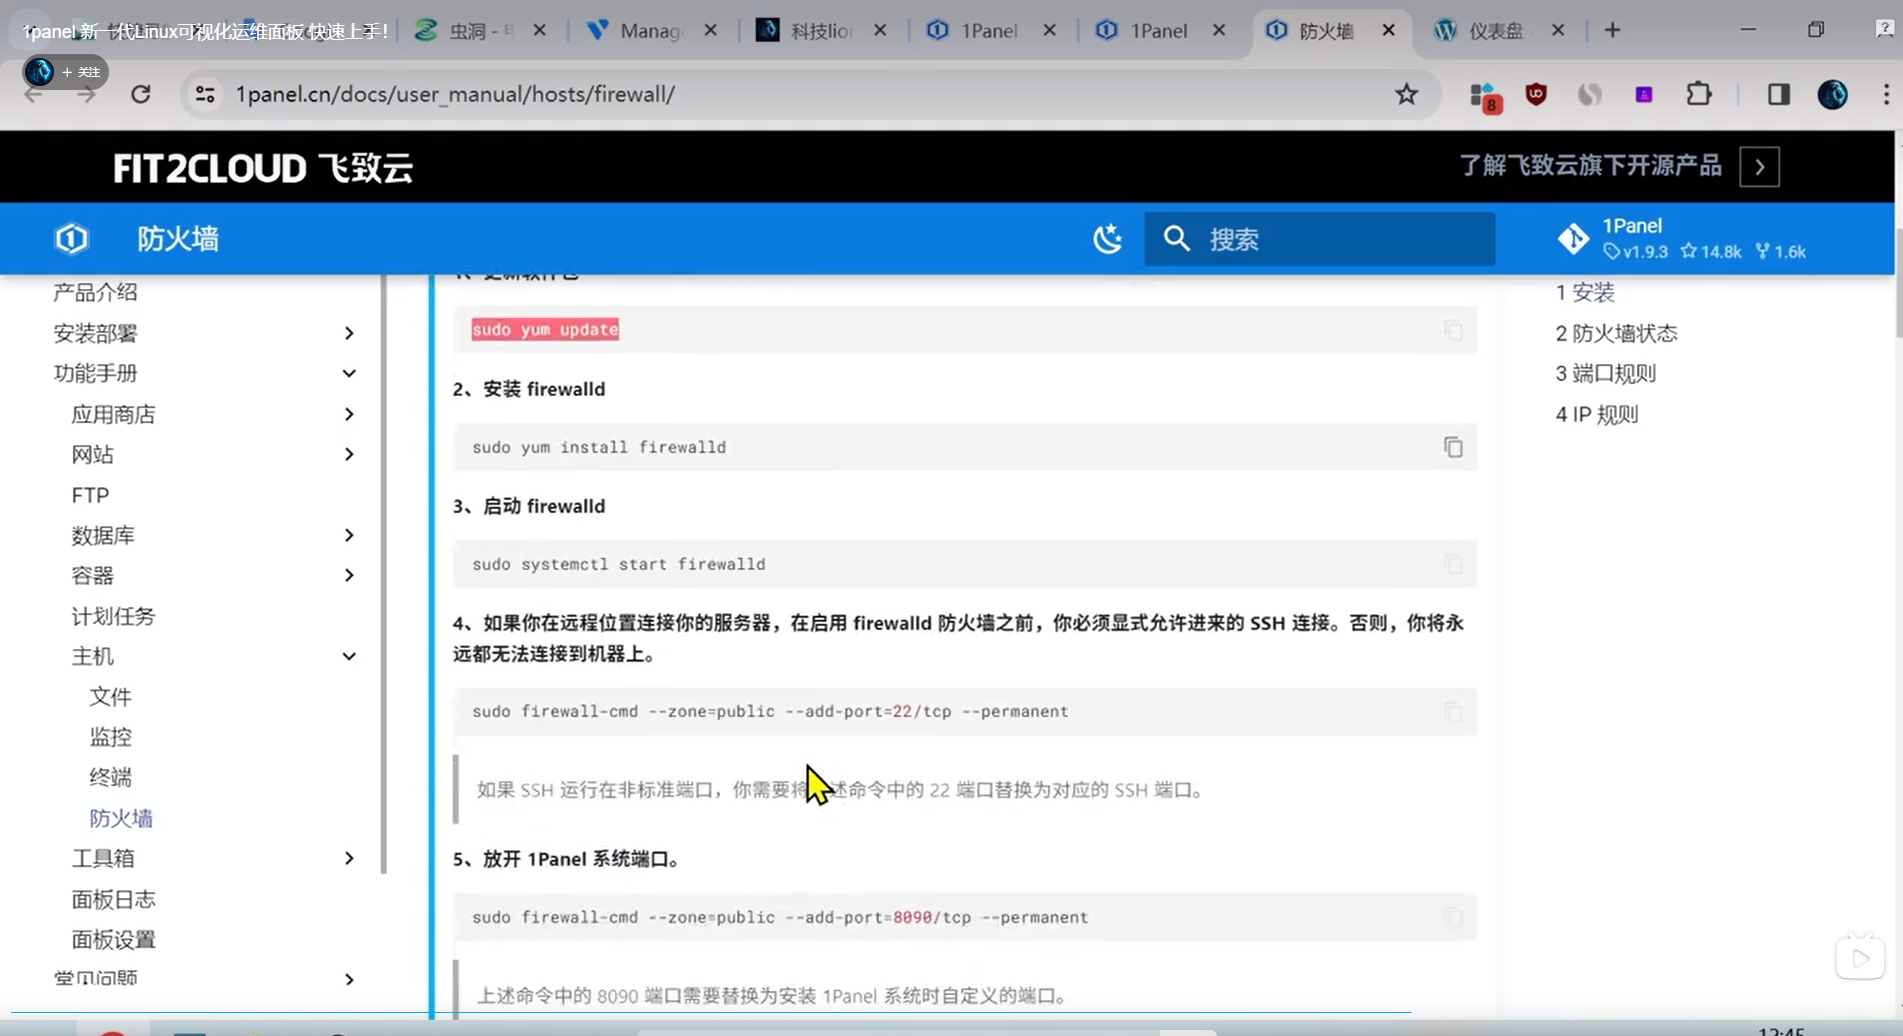 1panel 新一代Linux可视化运维面板 快速上手！
虫洞 -
Manag
科技lion
1Panel
1Panel
防火墙
仪表盘
+ 关注
1panel.cn/docs/user_manual/hosts/firewall/
8
FIT2CLOUD 飞致云
了解飞致云旗下开源产品
防火墙
搜索
1Panel
v1.9.3 14.8k 1.6k
产品介绍
安装部署
功能手册
应用商店
网站
FTP
数据库
容器
计划任务
主机
文件
监控
终端
防火墙
工具箱
面板日志
面板设置
常见问题
1、更新软件包
sudo yum update
2、安装 firewalld
sudo yum install firewalld
3、启动 firewalld
sudo systemctl start firewalld
4、如果你在远程位置连接你的服务器，在启用 firewalld 防火墙之前，你必须显式允许进来的 SSH 连接。否则，你将永
远都无法连接到机器上。
sudo firewall-cmd --zone=public --add-port=22/tcp --permanent
如果 SSH 运行在非标准端口，你需要将述命令中的 22 端口替换为对应的 SSH 端口。
5、放开 1Panel 系统端口。
sudo firewall-cmd --zone=public --add-port=8090/tcp --permanent
上述命令中的 8090 端口需要替换为安装 1Panel 系统时自定义的端口。
1 安装
2 防火墙状态
3 端口规则
4 IP 规则
12:45